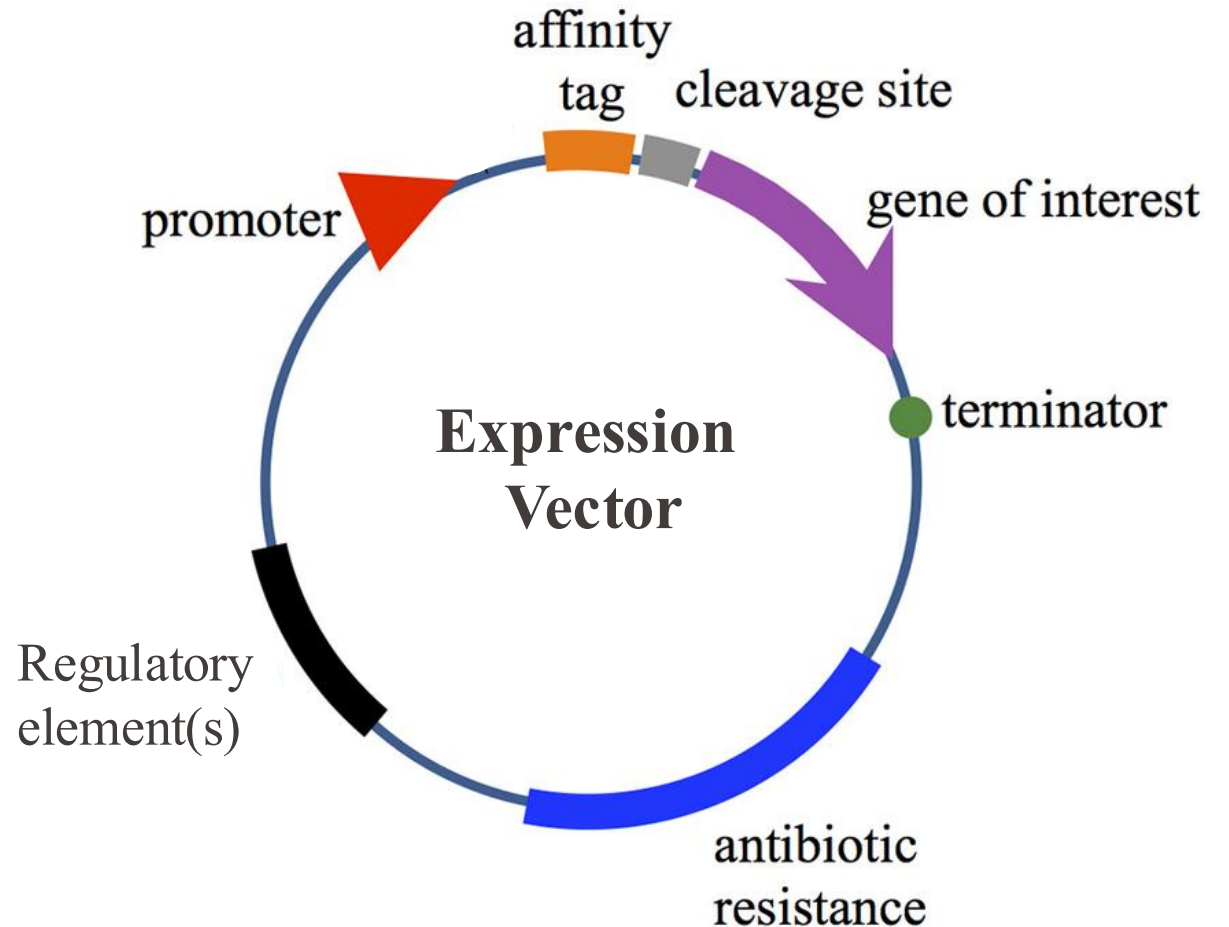 affinity
tag
cleavage site
promoter
gene of interest
terminator
Expression
Vector
Regulatory
element(s)
antibiotic
resistance